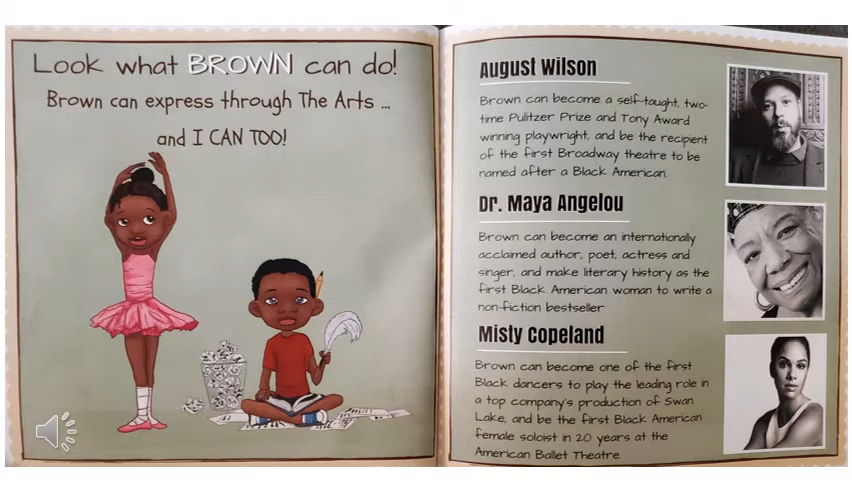 Look what BROWN can do!
Brown can express through The Arts ...
and I CAN TOO!
August Wilson
Brown can become a self-taught, two-
time Pulitzer Prize and Tony Award
winning playwright, and be the recipient
of the first Broadway theatre to be
named after a Black American.
Dr. Maya Angelou
Brown can become an internationally
acclaimed author, poet, actress and
singer, and make literary history as the
first Black American woman to write a
non-fiction bestseller
Misty Copeland
Brown can become one of the first
Black dancers to play the leading role in
a top company's production of Swan
Lake, and be the first Black American
female soloist in 20 years at the
American Ballet Theatre